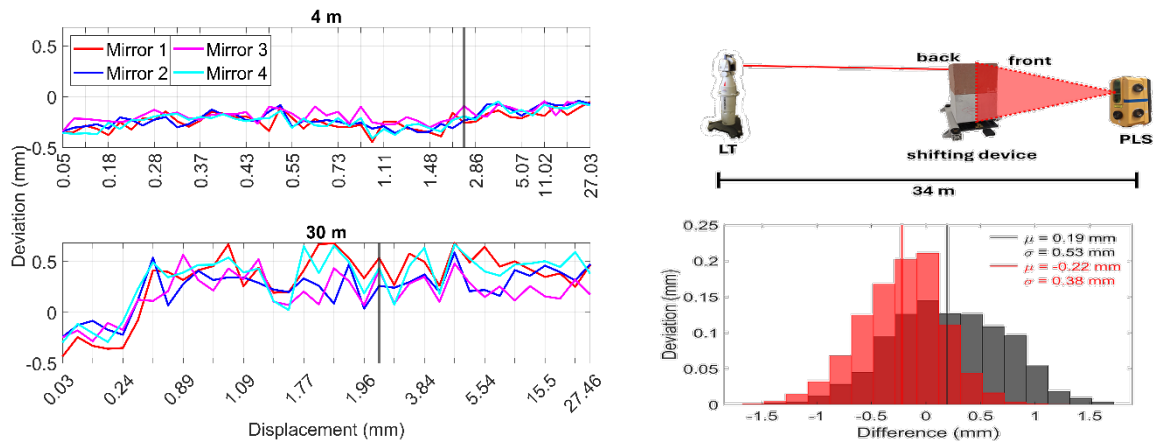 4 m
Mirror 1
Mirror 3
Mirror 2
Mirror 4
0.5
0
-0.5
0.05
0.18
0.28
0.37
0.43
0.55
0.73
1.11
1.48
2.86
5.07
11.02
27.03
Deviation (mm)
30 m
0.5
0
-0.5
0.03
0.24
0.89
1.09
1.77
1.96
3.84
5.54
15.5
27.46
Displacement (mm)
back
front
LT
PLS
shifting device
34 m
μ = 0.19 mm
σ = 0.53 mm
μ = -0.22 mm
σ = 0.38 mm
0.25
0.2
0.15
0.1
0.05
0
Deviation (mm)
-1.5
-1
-0.5
0
0.5
1
1.5
Difference (mm)